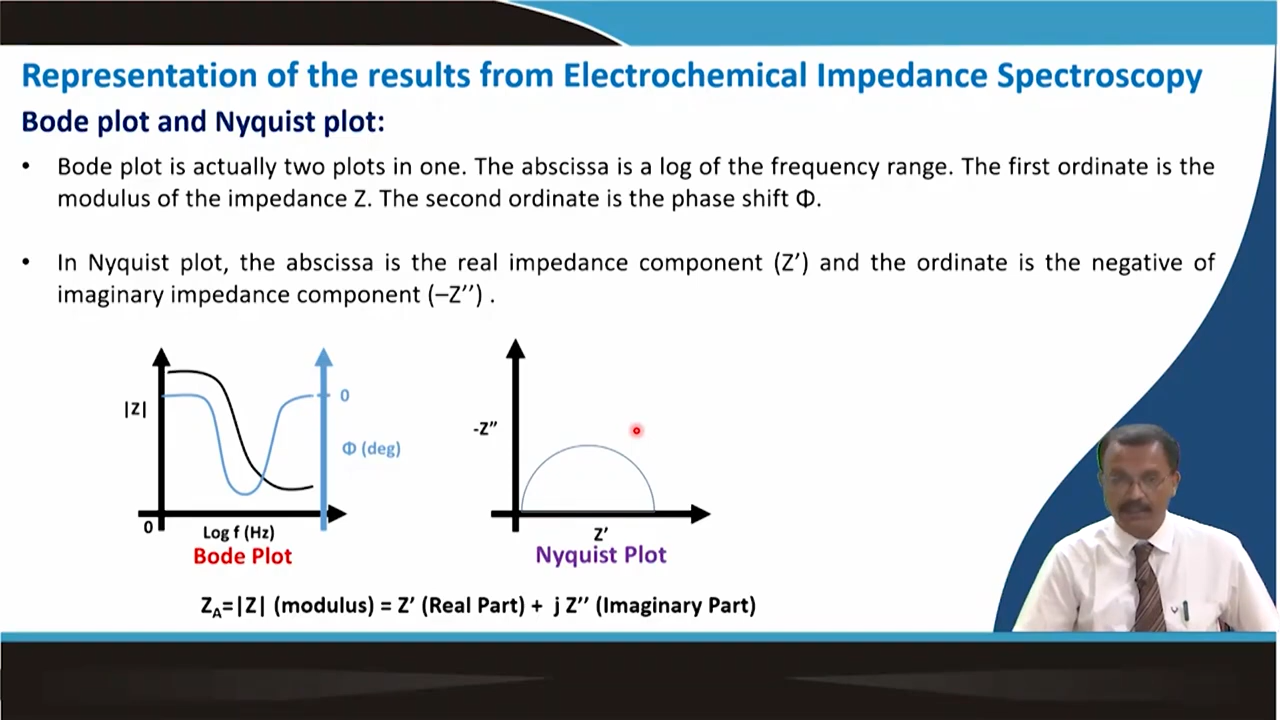 Representation of the results from Electrochemical Impedance Spectroscopy
Bode plot and Nyquist plot:
• Bode plot is actually two plots in one. The abscissa is a log of the frequency range. The first ordinate is the
modulus of the impedance Z. The second ordinate is the phase shift Φ.
• In Nyquist plot, the abscissa is the real impedance component (Z’) and the ordinate is the negative of
imaginary impedance component (–Z’’) .
|Z|
0
Φ (deg)
0
Log f (Hz)
Bode Plot
-Z’’
Z’
Nyquist Plot
Z_A=|Z| (modulus) = Z’ (Real Part) + j Z’’ (Imaginary Part)